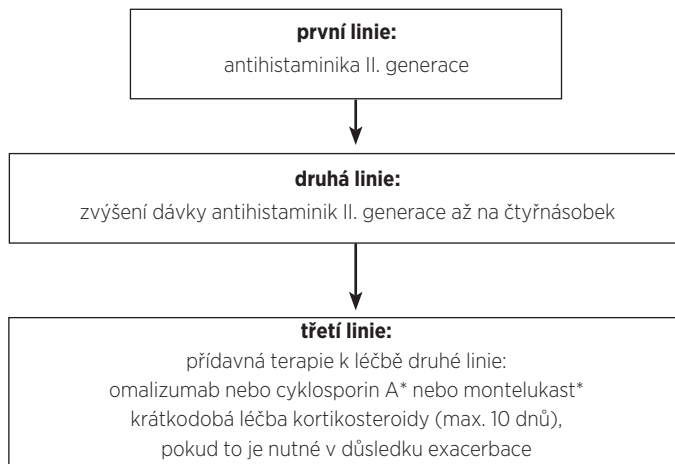 první linie:
antihistaminika II. generace
druhá linie:
zvýšení dávky antihistaminik II. generace až na čtyřnásobek
třetí linie:
přídavná terapie k léčbě druhé linie:
omalizumab nebo cyklosporin A* nebo montelukast*
krátkodobá léčba kortikosteroidy (max. 10 dnů),
pokud to je nutné v důsledku exacerbace